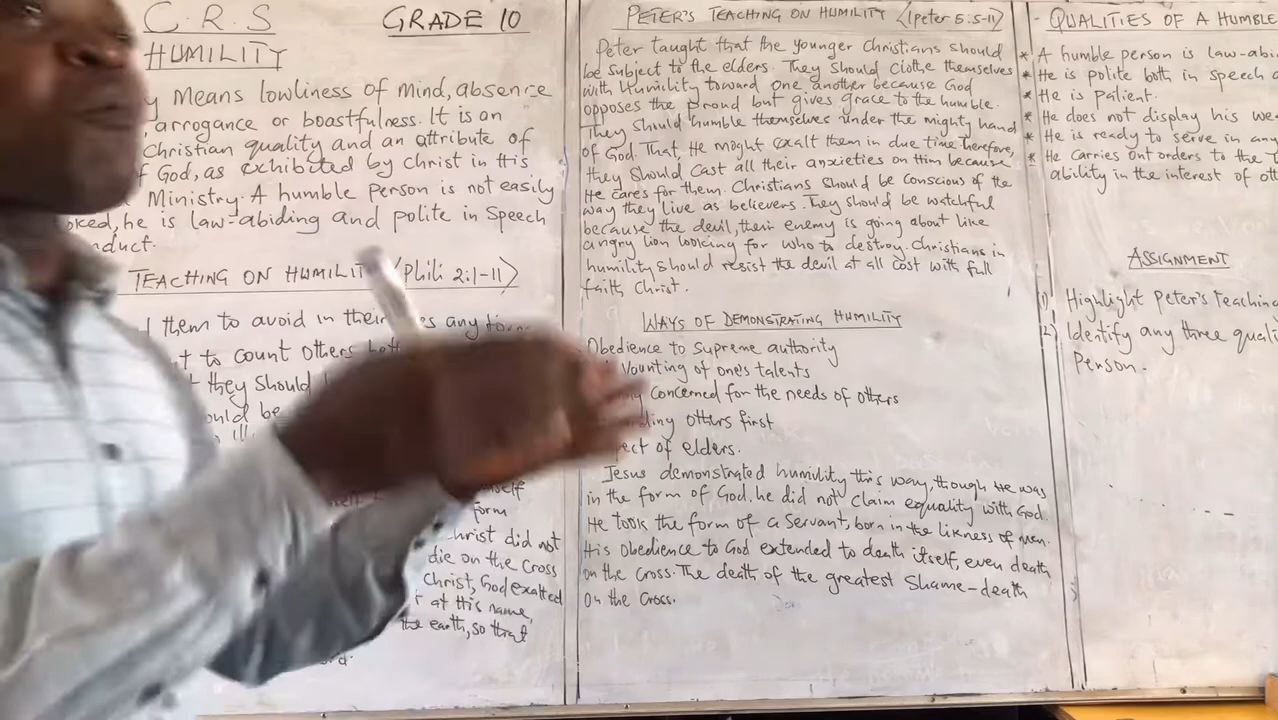 C.R.S GRADE 10
HUMILITY
y Means lowliness of mind, absence
arrogance or boastfulness. It is an
Christian quality and an attribute of
f God, as exhibited by Christ in His
Ministry. A humble Person is not easily
oked, he is law-abiding and polite in Speech
nduct.
TEACHING ON HUMILIT (Phili 2:1-11)
them to avoid in their
t to count others
they should
ould be
mself
form
Christ did not
die on the Cross
Christ, God exalted
at this name,
the earth, so that
PETER'S TEACHING ON HUMILITY (1 Peter 5:5-11)
Peter taught that the younger Christians should
be subject to the elders. They should Clothe themselves
with Humility toward one another because God
opposes the proud but gives grace to the humble.
They should humble themselves under the mighty hand
of God. That, He moght exalt them in due time. Therefore,
they should Cast all their anxieties on Him because
He cares for them. Christians should be conscious of the
way they live as believers. They should be watchful
because the devil, their enemy is going about like
angry lion looking for who to destroy. Christians in
humility should resist the devil at all cost with full
faith Christ.
WAYS OF DEMONSTRATING HUMILITY
Obedience to Supreme authority
Vaunting of one's talents
concerned for the needs of others
others first
pect of elders.
Jesus demonstrated humility this way, though He was
in the form of God, he did not claim equality with God.
He took the form of a Servant, born in the likness of men.
His obedience to God extended to death itself, even death
on the Cross. The death of the greatest Shame-death
On the Cross.
- QUALITIES OF A HUMBLE
* A humble person is law-abi
* He is polite both in speech
* He is Patient.
* He does not display his we
* He is ready to serve in any
* He carries out orders to the
ability in the interest of ot
ASSIGNMENT
1) Highlight Peter's Teachin
2) Identify any three quali
Person.